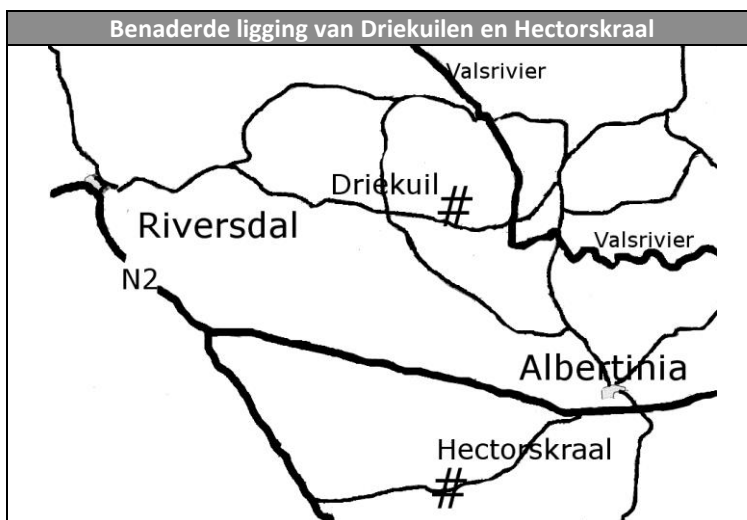 Benaderde ligging van Driekuilen en Hectorskraal
Valsrivier
Driekuil
#
Riversdal
Valsrivier
N2
Albertinia
Hectorskraal
#